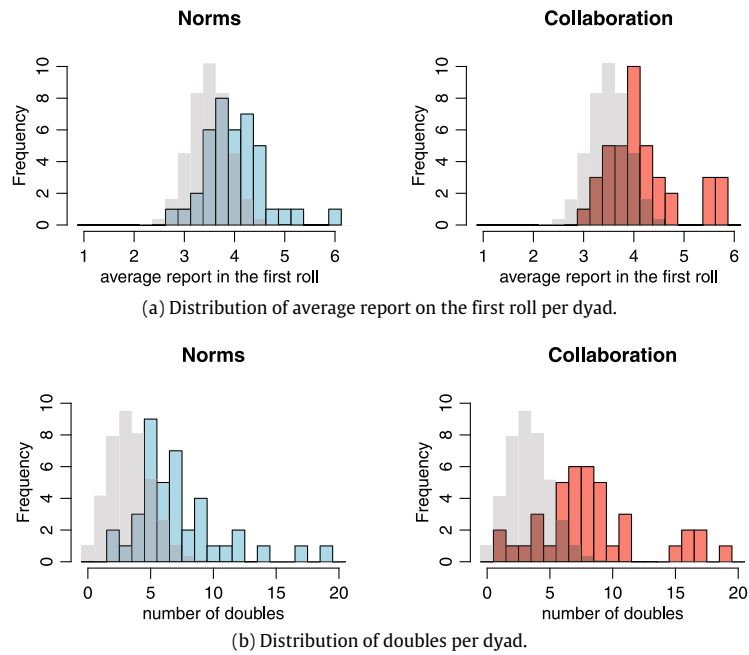 Norms
Collaboration
Frequency
0 2 4 6 8 10
1 2 3 4 5 6
average report in the first roll
Frequency
0 2 4 6 8 10
1 2 3 4 5 6
average report in the first roll
(a) Distribution of average report on the first roll per dyad.
Norms
Collaboration
Frequency
0 2 4 6 8 10
0 5 10 15 20
number of doubles
Frequency
0 2 4 6 8 10
0 5 10 15 20
number of doubles
(b) Distribution of doubles per dyad.